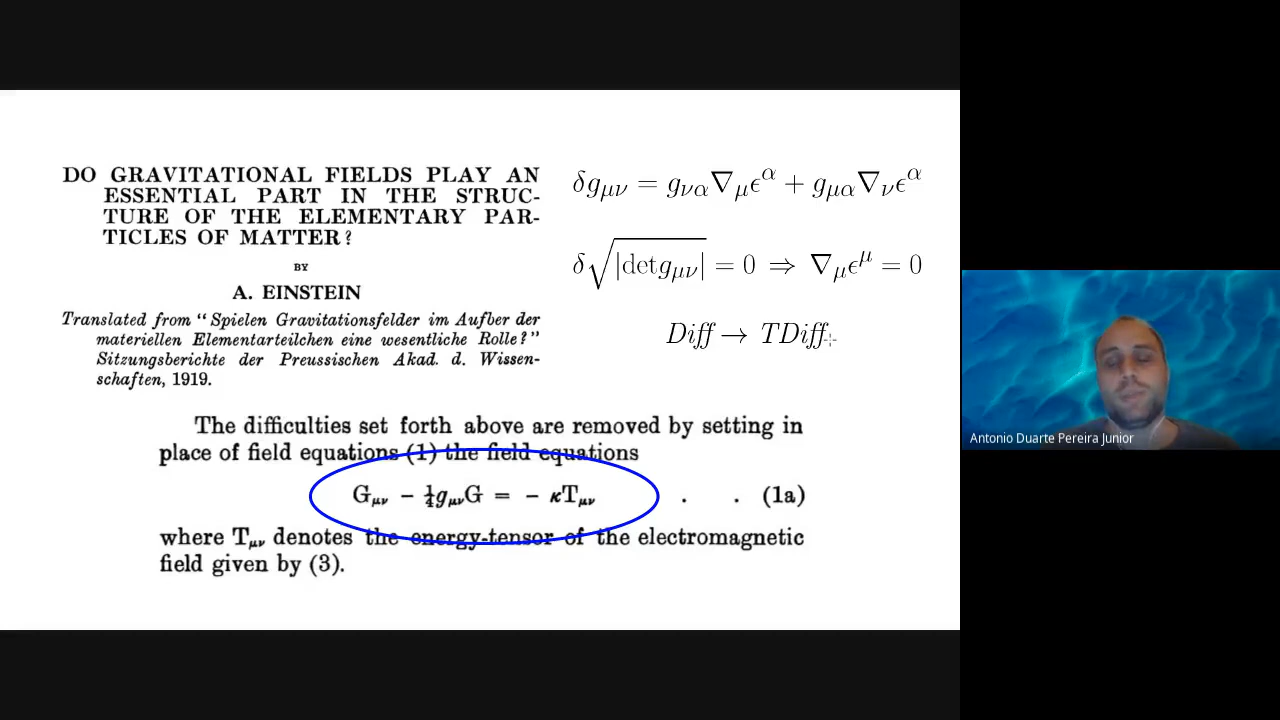 DO GRAVITATIONAL FIELDS PLAY AN
ESSENTIAL PART IN THE STRUC-
TURE OF THE ELEMENTARY PAR-
TICLES OF MATTER?
BY
A. EINSTEIN
Translated from "Spielen Gravitationsfelder im Aufber der
materiellen Elementarteilchen eine wesentliche Rolle?"
Sitzungsberichte der Preussischen Akad. d. Wissen-
schaften, 1919.
δg_{μν} = g_{να}∇_μ ε^α + g_{μα}∇_ν ε^α
δ√|detg_{μν}| = 0 ⇒ ∇_μ ε^μ = 0
Diff → TDiff
The difficulties set forth above are removed by setting in
place of field equations (1) the field equations
G_{μν} − ¼g_{μν}G = − κT_{μν} . . (1a)
where T_{μν} denotes the energy-tensor of the electromagnetic
field given by (3).
Antonio Duarte Pereira Junior